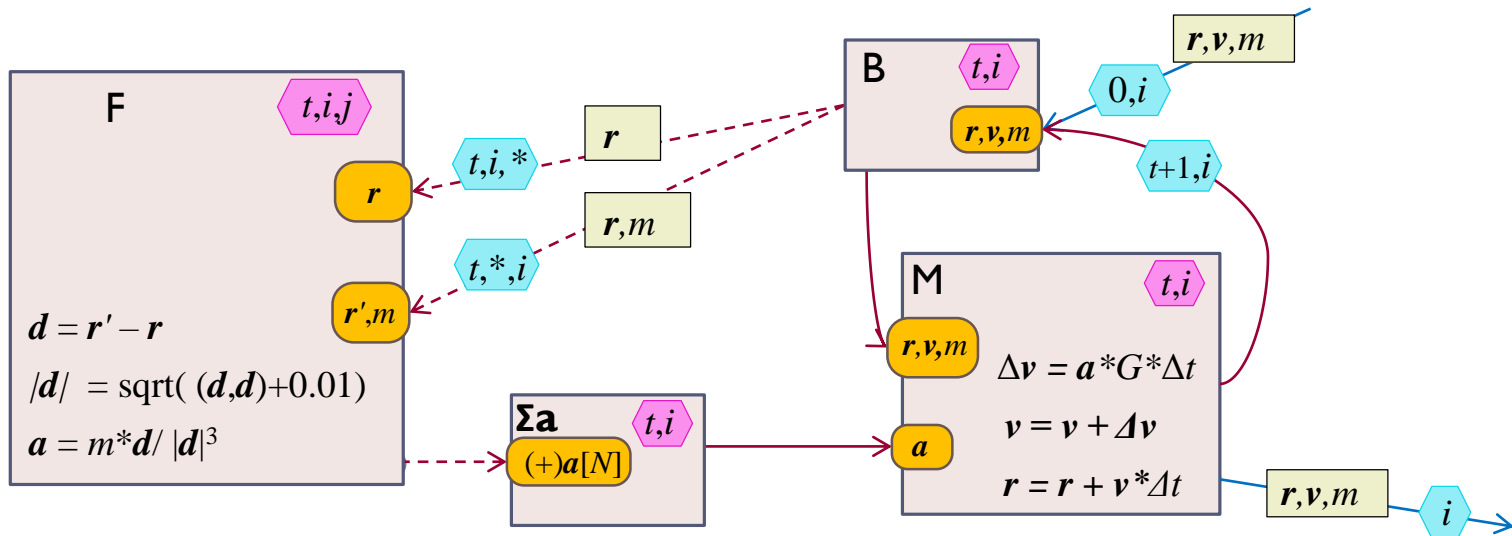 F
t,i,j
r
r',m
d = r' – r
|d| = sqrt( (d,d)+0.01)
a = m*d/ |d|³
t,i,*
r
t,*,i
r,m
B
t,i
r,v,m
0,i
r,v,m
t+1,i
Σa
t,i
(+)a[N]
M
t,i
r,v,m
a
Δv = a*G*Δt
v = v + Δv
r = r + v*Δt
r,v,m
i